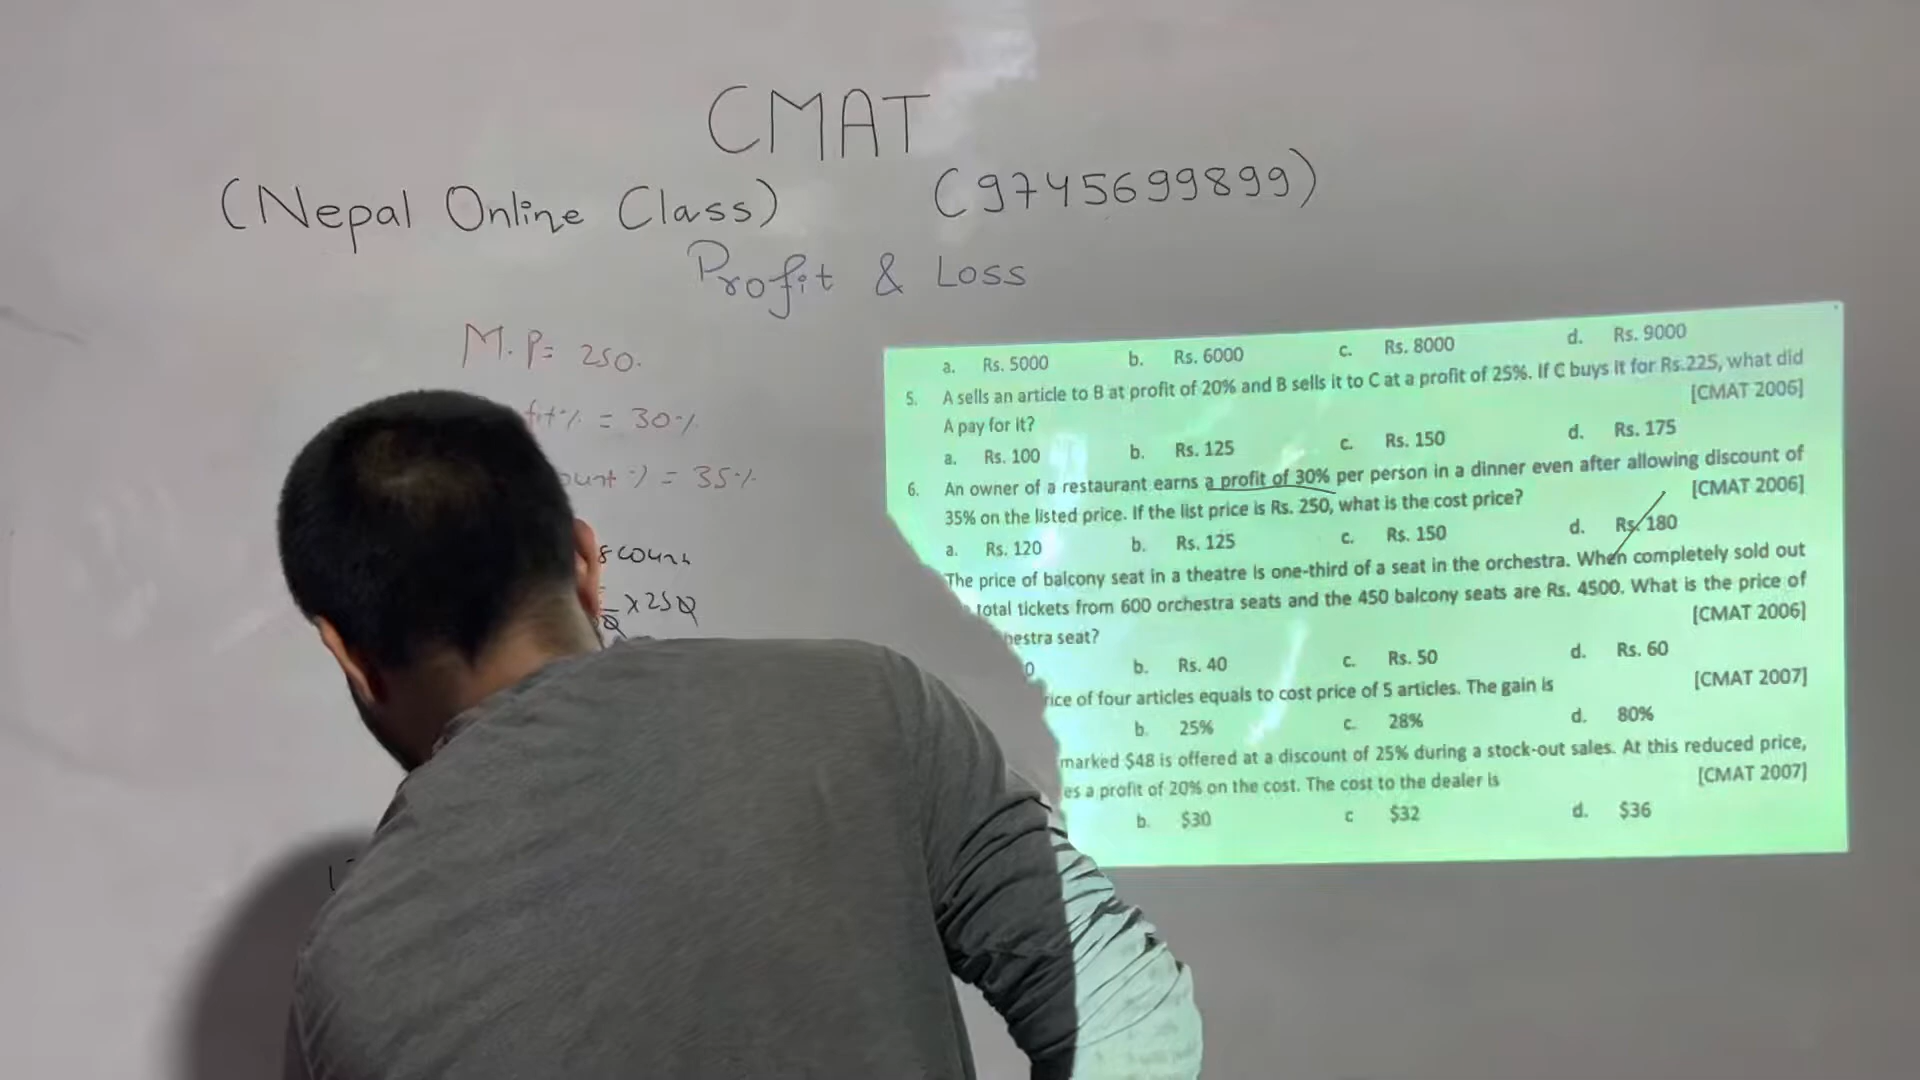 CMAT
(Nepal Online Class) (9745699899)
Profit & Loss
M.P= 250.
fit% = 30%
ount % = 35%
scount
x 250
a. Rs. 5000 b. Rs. 6000 c. Rs. 8000 d. Rs. 9000
5. A sells an article to B at profit of 20% and B sells it to C at a profit of 25%. If C buys it for Rs.225, what did
A pay for it? [CMAT 2006]
a. Rs. 100 b. Rs. 125 c. Rs. 150 d. Rs. 175
6. An owner of a restaurant earns a profit of 30% per person in a dinner even after allowing discount of
35% on the listed price. If the list price is Rs. 250, what is the cost price? [CMAT 2006]
a. Rs. 120 b. Rs. 125 c. Rs. 150 d. Rs. 180
The price of balcony seat in a theatre is one-third of a seat in the orchestra. When completely sold out
total tickets from 600 orchestra seats and the 450 balcony seats are Rs. 4500. What is the price of
hestra seat? [CMAT 2006]
0 b. Rs. 40 c. Rs. 50 d. Rs. 60
rice of four articles equals to cost price of 5 articles. The gain is [CMAT 2007]
b. 25% c. 28% d. 80%
marked $48 is offered at a discount of 25% during a stock-out sales. At this reduced price,
es a profit of 20% on the cost. The cost to the dealer is [CMAT 2007]
b. $30 c $32 d. $36